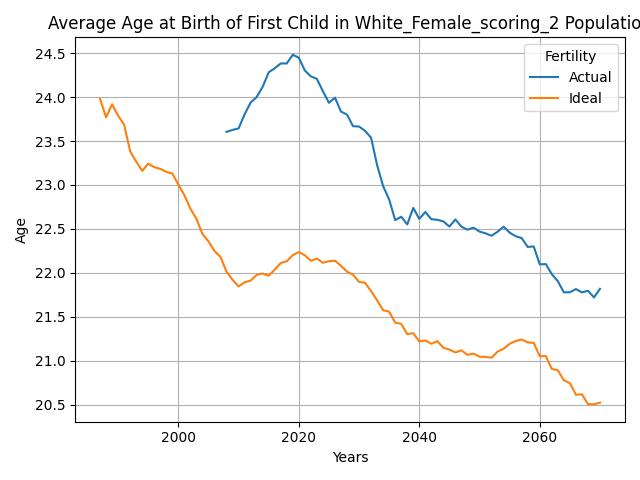 Average Age at Birth of First Child in White_Female_scoring_2 Populatio
24.5
24.0
23.5
23.0
22.5
22.0
21.5
21.0
20.5
Age
2000
2020
2040
2060
Years
Fertility
Actual
Ideal